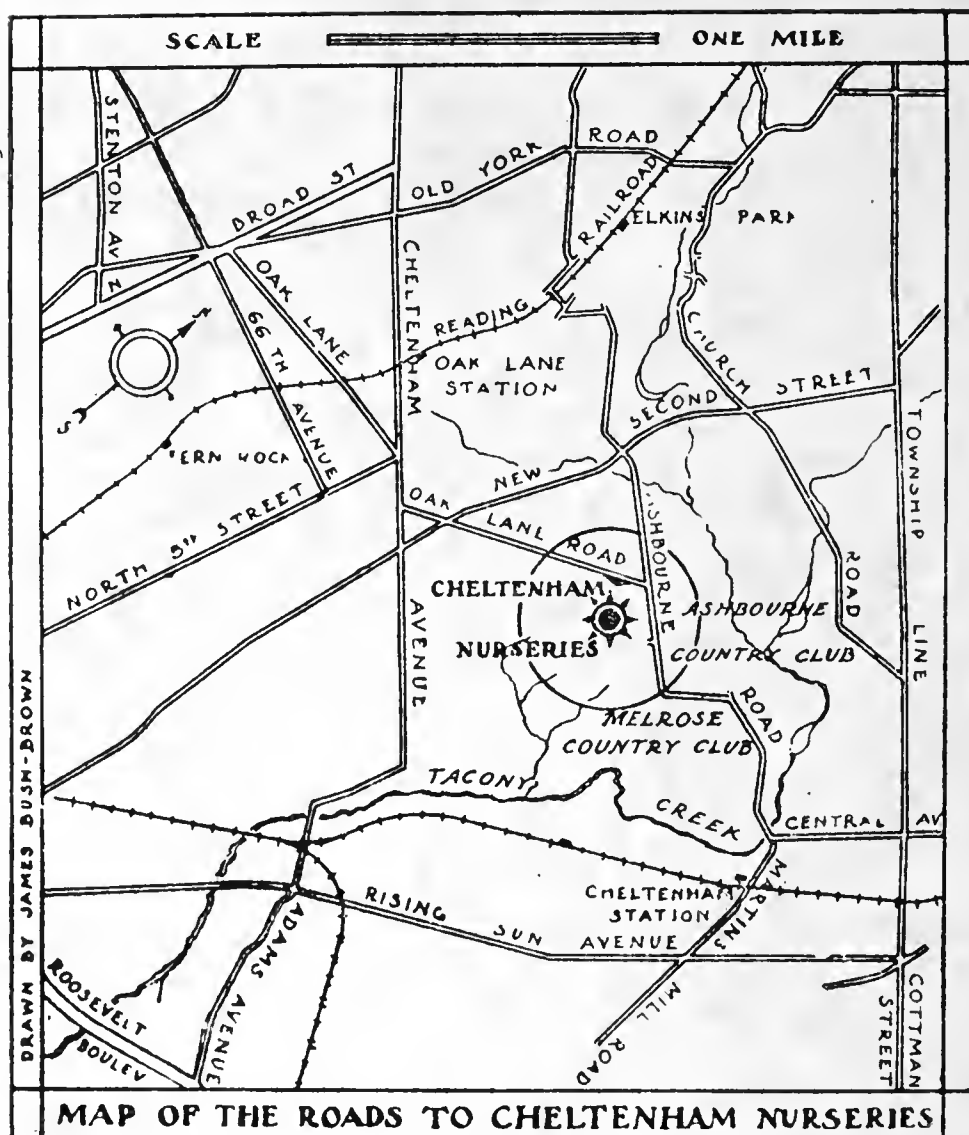 SCALE ONE MILE
STENTON AV N
BROAD ST
OLD YORK ROAD
RAILROAD
ELKINS PARK
OAK LANE
CHELTENHAM
66TH AVENUE
READING
OAK LANE
STATION
CHURCH
SECOND STREET
NEW
TOWNSHIP
N
S
NORTH 5TH STREET
OAK LANE ROAD
ASHBOURNE
ROAD
LINE
CHELTENHAM
NURSERIES
AVENUE
ASHBOURNE
COUNTRY CLUB
MELROSE
COUNTRY CLUB
ROAD
TACONY
CREEK
CENTRAL AV
CHELTENHAM
STATION
MARTINS
MILL
ROAD
RISING
SUN AVENUE
ADAMS
AVENUE
ROOSEVELT
BOULEV
COTTMAN
STREET
DRAWN BY JAMES BUSH-BROWN
MAP OF THE ROADS TO CHELTENHAM NURSERIES